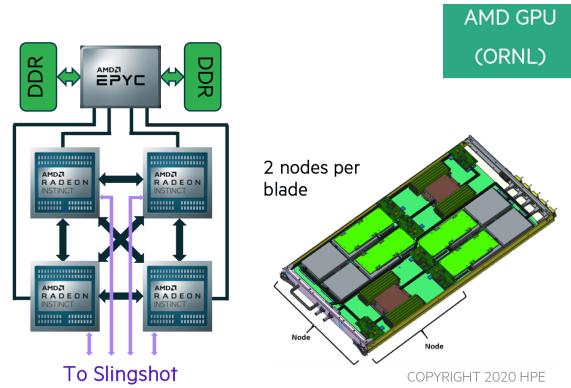 AMD GPU
(ORNL)
DDR
AMD
EPYC
DDR
AMD
RADEON
INSTINCT
AMD
RADEON
INSTINCT
2 nodes per
blade
AMD
RADEON
INSTINCT
AMD
RADEON
INSTINCT
To Slingshot
Node
Node
COPYRIGHT 2020 HPE